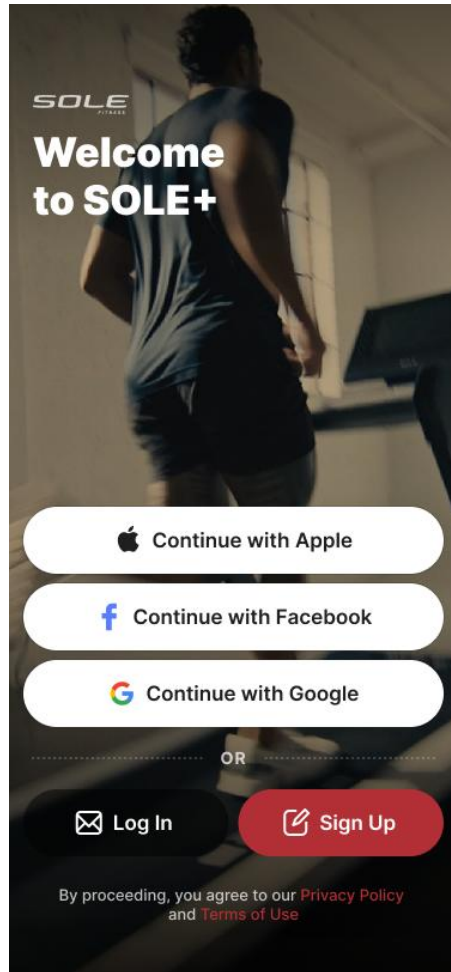 SOLE
FITNESS
Welcome
to SOLE+
Continue with Apple
Continue with Facebook
Continue with Google
OR
Log In
Sign Up
By proceeding, you agree to our Privacy Policy
and Terms of Use